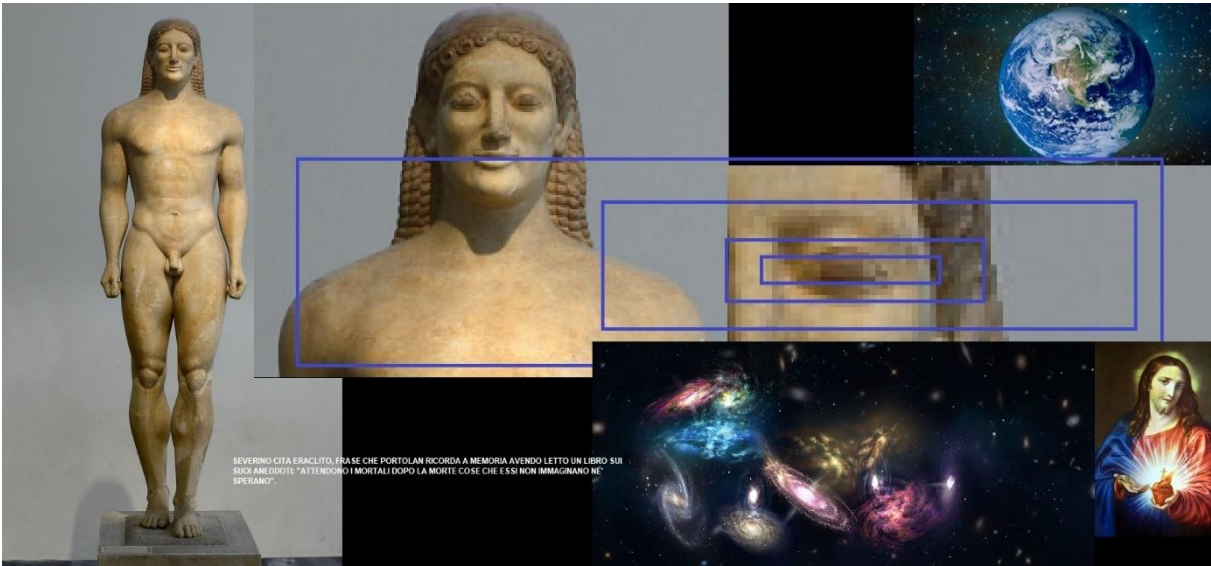 SEVERINO CITA ERACLITO, FRASE CHE PORTOLAN RICORDA A MEMORIA AVENDO LETTO UN LIBRO SUI
SUOI ANEDDOTI: "ATTENDONO I MORTALI DOPO LA MORTE COSE CHE ESSI NON IMMAGINANO NE'
SPERANO".